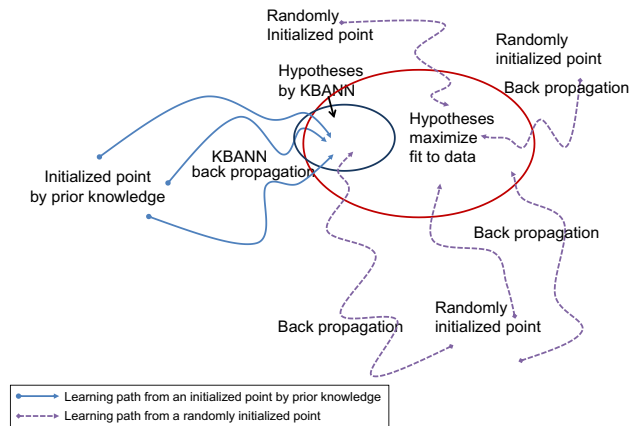 Randomly
Initialized point
Randomly
initialized point
Back propagation
Hypotheses
by KBANN
Hypotheses
maximize
fit to data
KBANN
back propagation
Initialized point
by prior knowledge
Back propagation
Back propagation
Randomly
initialized point
Learning path from an initialized point by prior knowledge
Learning path from a randomly initialized point